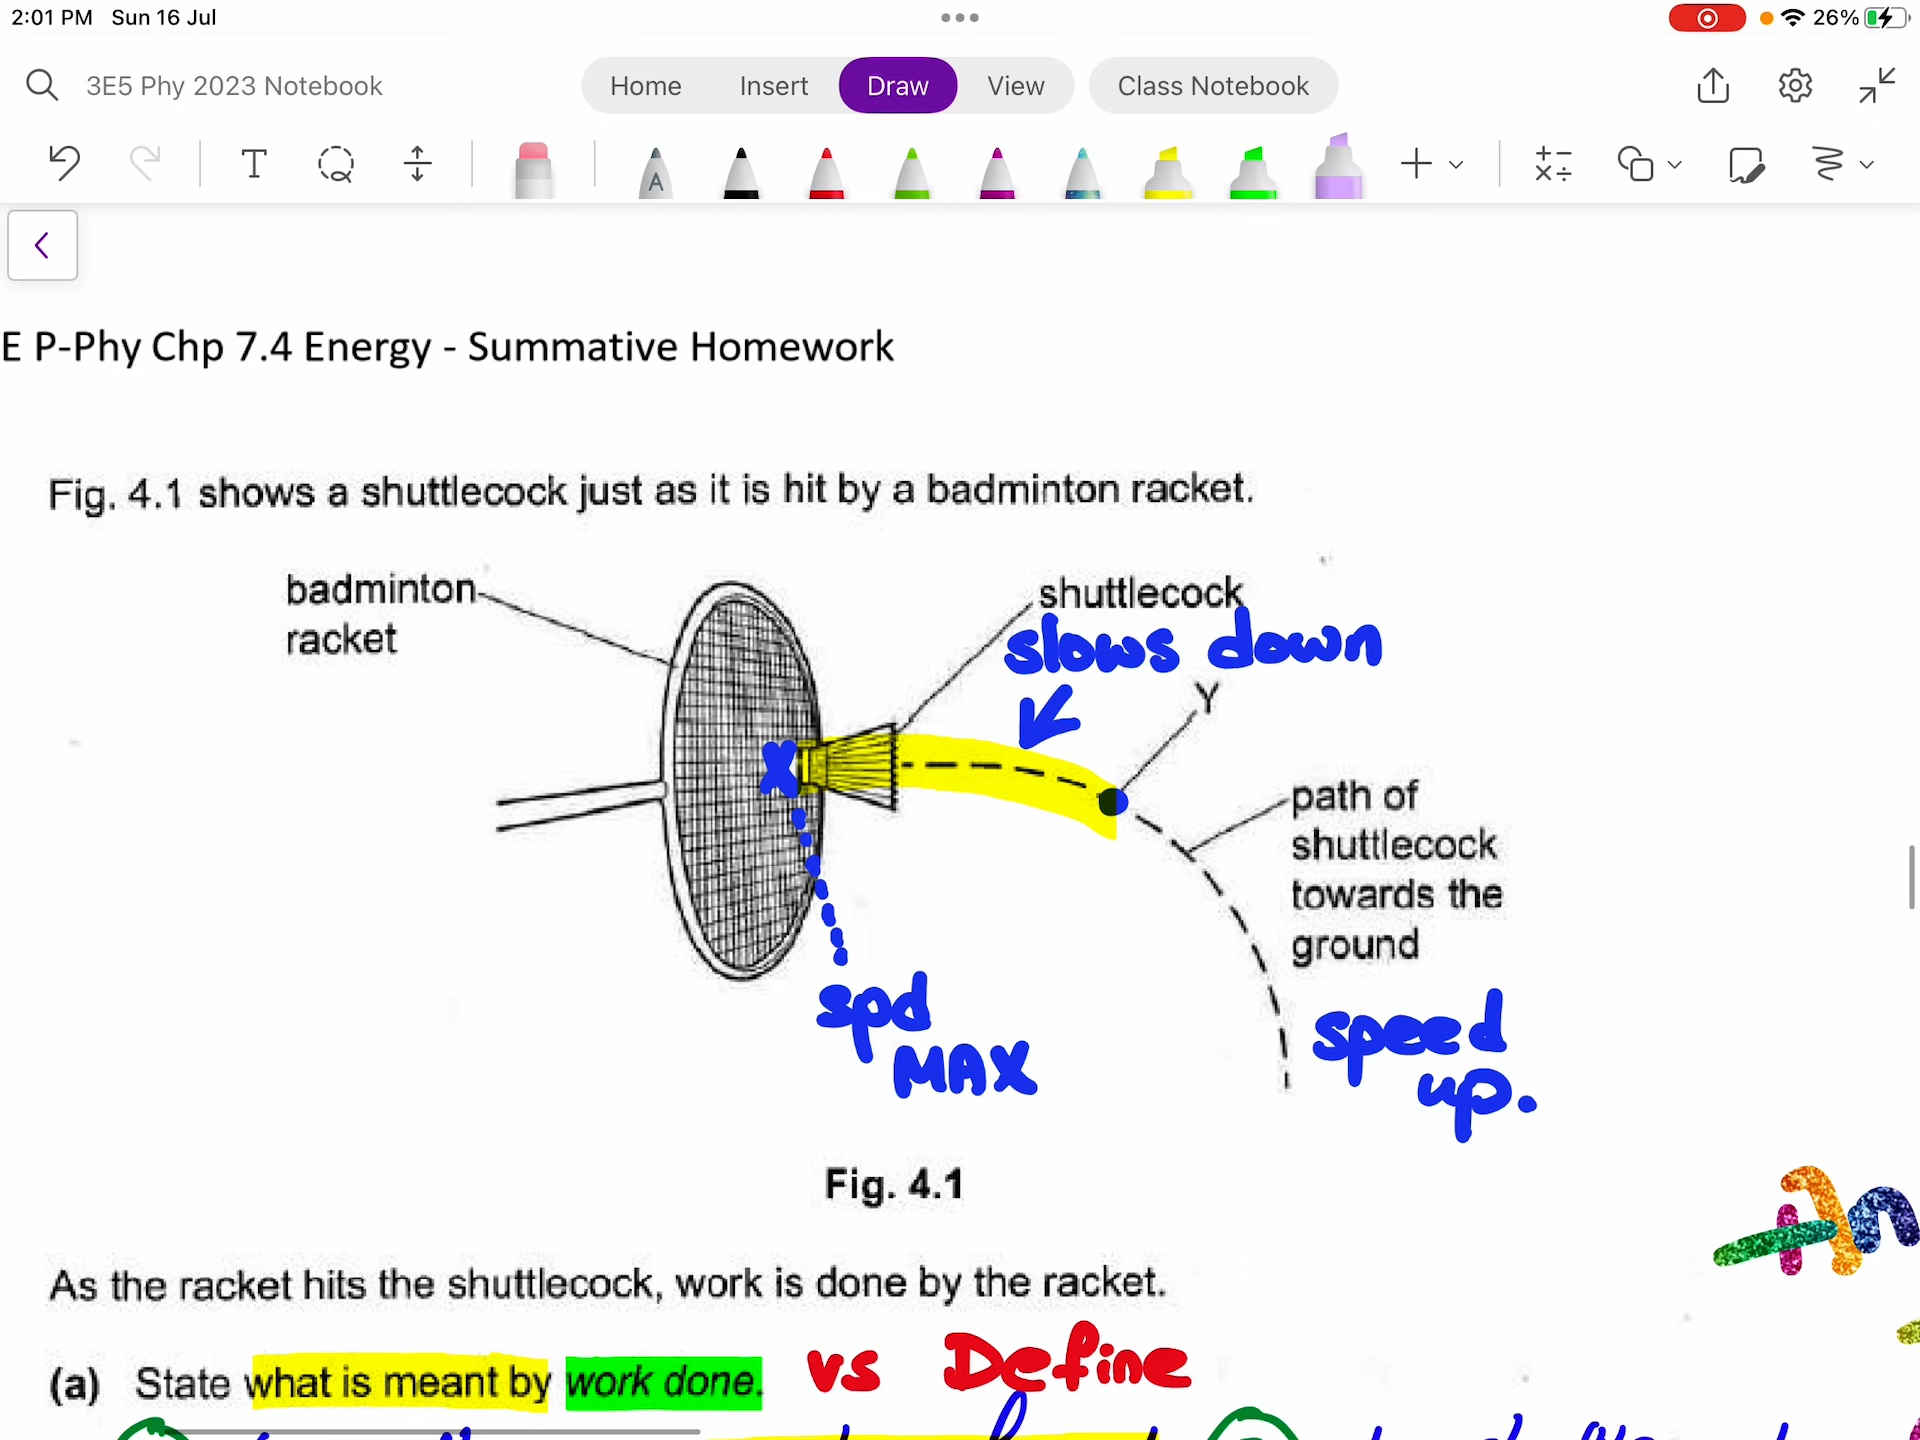 2:01 PM Sun 16 Jul
26%
3E5 Phy 2023 Notebook
Home Insert Draw View Class Notebook
T
A
E P-Phy Chp 7.4 Energy - Summative Homework
Fig. 4.1 shows a shuttlecock just as it is hit by a badminton racket.
badminton
racket
shuttlecock
slows down
Y
X
path of
shuttlecock
towards the
ground
spd
MAX
speed
up.
Fig. 4.1
As the racket hits the shuttlecock, work is done by the racket.
(a) State what is meant by work done. vs Define